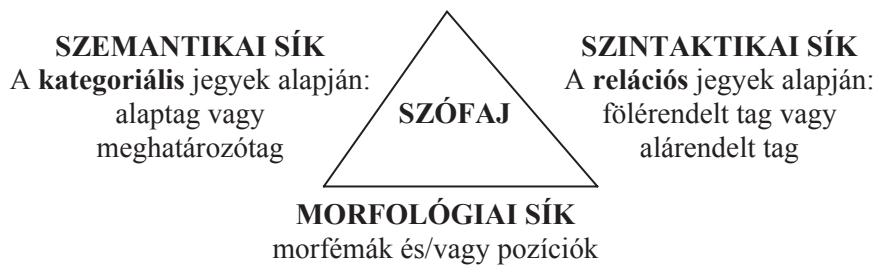 SZEMANTIKAI SÍK
A kategoriális jegyek alapján:
alaptag vagy
meghatározótag
SZÓFAJ
SZINTAKTIKAI SÍK
A relációs jegyek alapján:
fölérendelt tag vagy
alárendelt tag
MORFOLÓGIAI SÍK
morfémák és/vagy pozíciók